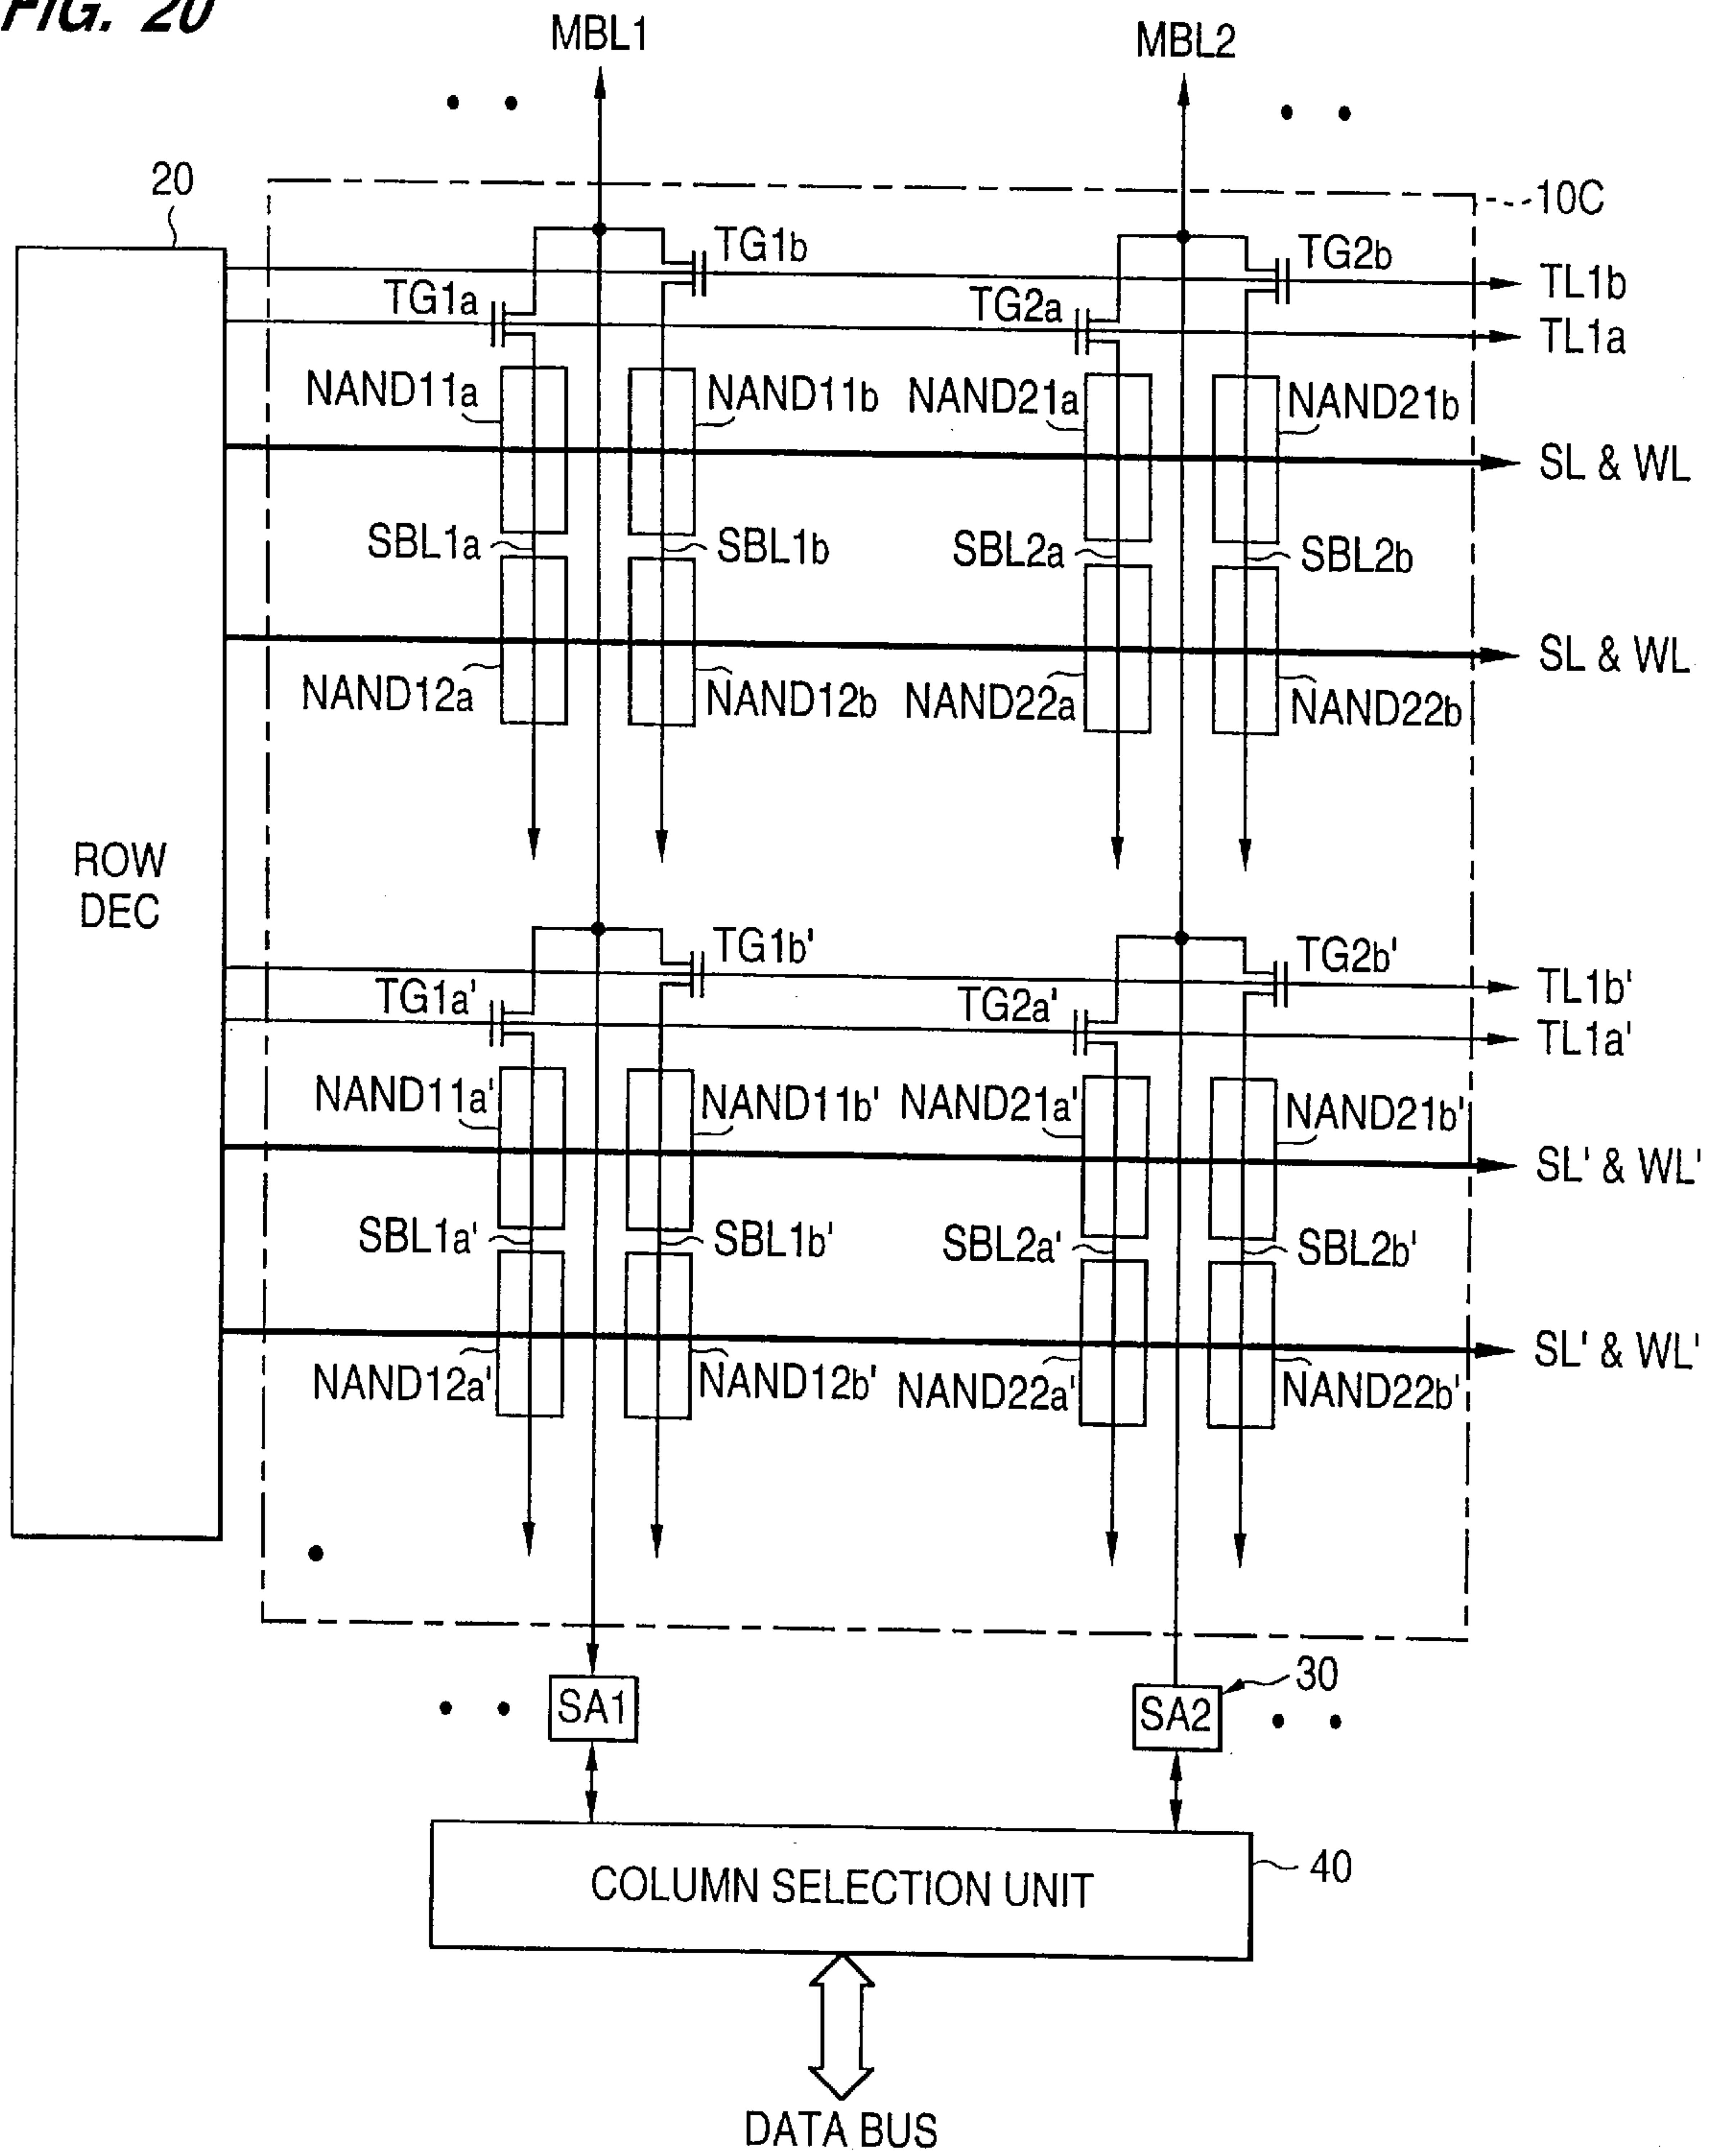 FIG. 20
MBL1
MBL2
20
10C
TG1b
TG2b
TL1b
TG1a
TG2a
TL1a
NAND11a
NAND11b
NAND21a
NAND21b
SL & WL
SBL1a
SBL1b
SBL2a
SBL2b
SL & WL
NAND12a
NAND12b
NAND22a
NAND22b
ROW
DEC
TG1b'
TG2b'
TL1b'
TG1a'
TG2a'
TL1a'
NAND11a'
NAND11b'
NAND21a'
NAND21b'
SL' & WL'
SBL1a'
SBL1b'
SBL2a'
SBL2b'
SL' & WL'
NAND12a'
NAND12b'
NAND22a'
NAND22b'
30
SA1
SA2
COLUMN SELECTION UNIT
40
DATA BUS